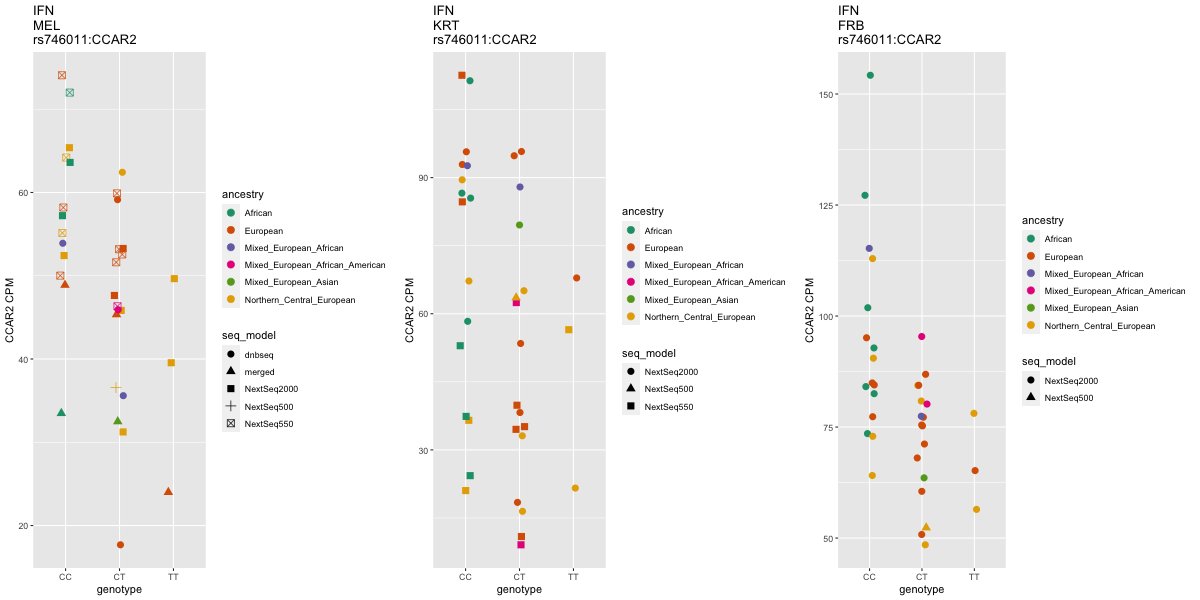 IFN
MEL
rs746011:CCAR2
CCAR2 CPM
60
40
20
CC
CT
TT
genotype
ancestry
African
European
Mixed_European_African
Mixed_European_African_American
Mixed_European_Asian
Northern_Central_European
seq_model
dnbseq
merged
NextSeq2000
NextSeq500
NextSeq550
IFN
KRT
rs746011:CCAR2
CCAR2 CPM
90
60
30
CC
CT
TT
genotype
ancestry
African
European
Mixed_European_African
Mixed_European_African_American
Mixed_European_Asian
Northern_Central_European
seq_model
NextSeq2000
NextSeq500
NextSeq550
IFN
FRB
rs746011:CCAR2
CCAR2 CPM
150
125
100
75
50
CC
CT
TT
genotype
ancestry
African
European
Mixed_European_African
Mixed_European_African_American
Mixed_European_Asian
Northern_Central_European
seq_model
NextSeq2000
NextSeq500